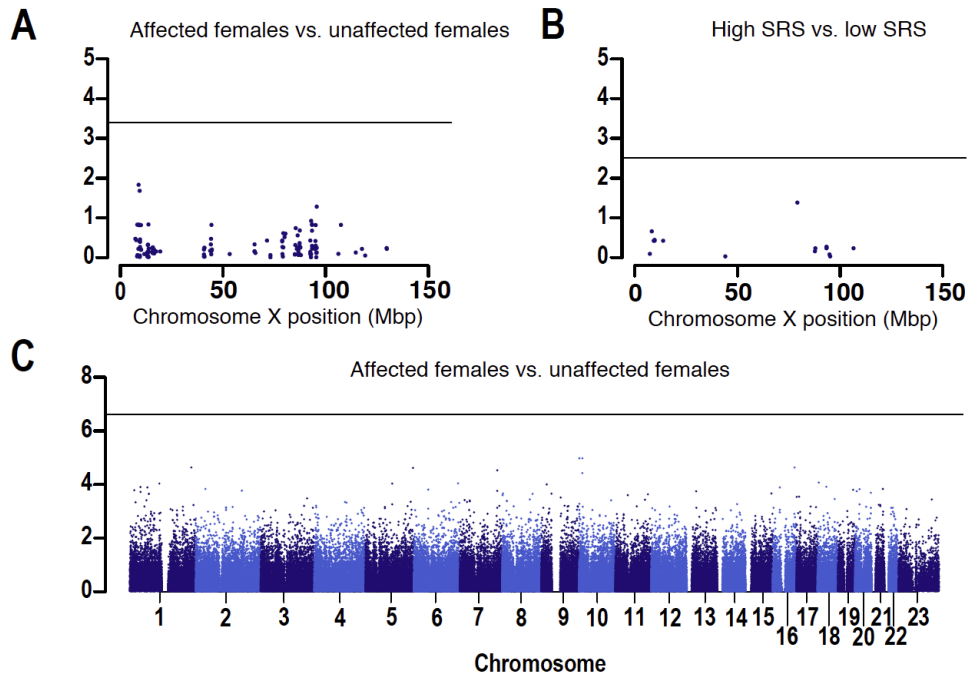 A
Affected females vs. unaffected females
5
4
3
2
1
0
0 50 100 150
Chromosome X position (Mbp)
B
High SRS vs. low SRS
5
4
3
2
1
0
0 50 100 150
Chromosome X position (Mbp)
C
Affected females vs. unaffected females
8
6
4
2
0
1 2 3 4 5 6 7 8 9 10 11 12 13 14 15 17 19 21 23
16 18 20 22
Chromosome